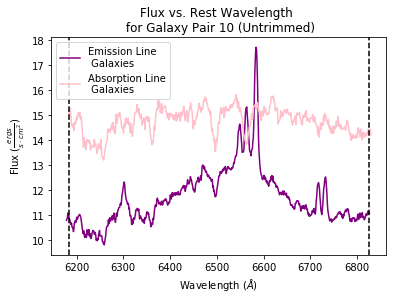 Flux vs. Rest Wavelength
for Galaxy Pair 10 (Untrimmed)
Emission Line
Galaxies
Absorption Line
Galaxies
Flux (ergs / s · cm²)
18
17
16
15
14
13
12
11
10
6200
6300
6400
6500
6600
6700
6800
Wavelength (Å)